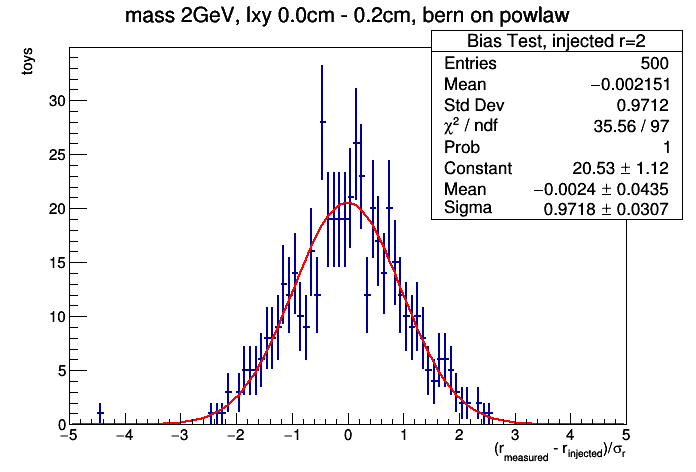 mass 2GeV, lxy 0.0cm - 0.2cm, bern on powlaw
toys
Bias Test, injected r=2
Entries 500
Mean −0.002151
Std Dev 0.9712
χ² / ndf 35.56 / 97
Prob 1
Constant 20.53 ± 1.12
Mean −0.0024 ± 0.0435
Sigma 0.9718 ± 0.0307
30
25
20
15
10
5
0
−5 −4 −3 −2 −1 0 1 2 3 4 5
(r_measured - r_injected)/σ_r